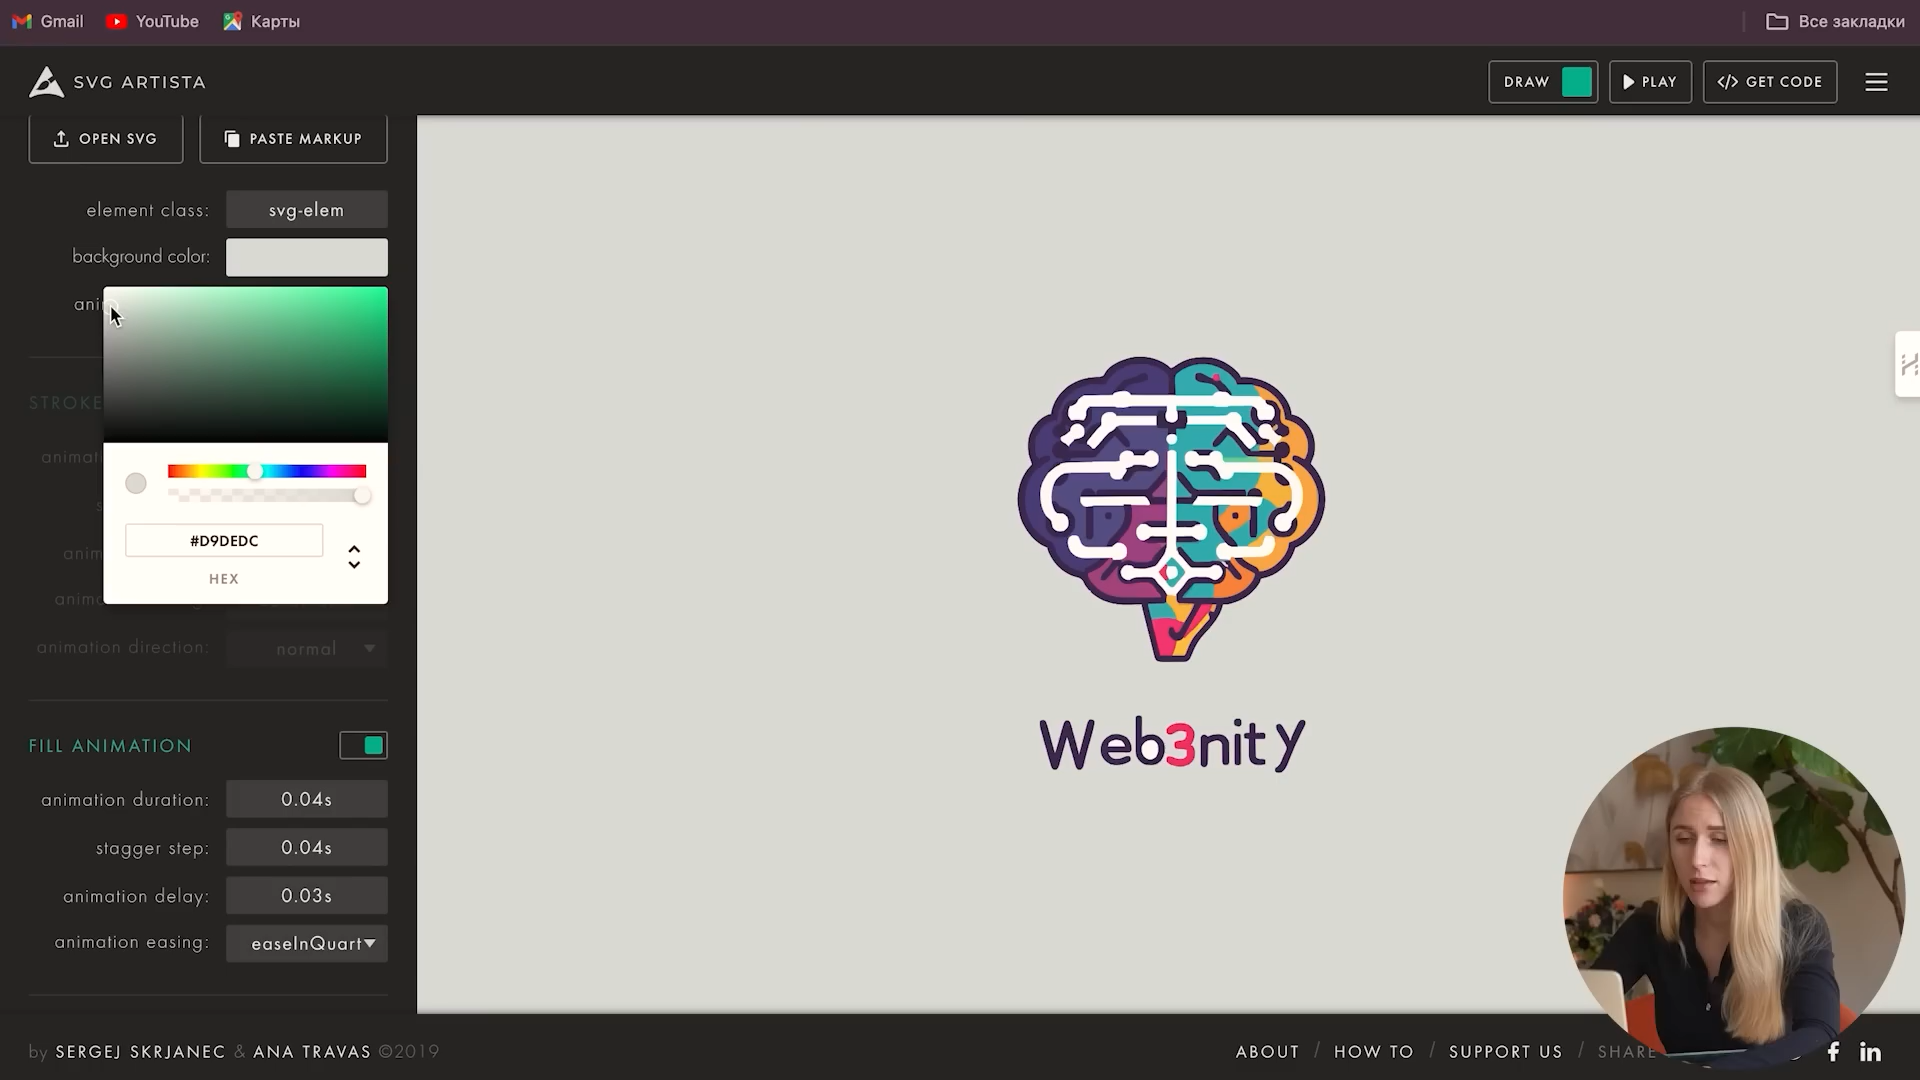 Gmail YouTube Карты Все закладки
SVG ARTISTA DRAW PLAY </> GET CODE
OPEN SVG PASTE MARKUP
element class: svg-elem
background color:
ani
STROKE
#D9DEDC
HEX
animation direction: normal
FILL ANIMATION
animation duration: 0.04s
stagger step: 0.04s
animation delay: 0.03s
animation easing: easeInQuart
Web3nity
by SERGEJ SKRJANEC & ANA TRAVAS ©2019 ABOUT / HOW TO / SUPPORT US / SHARE